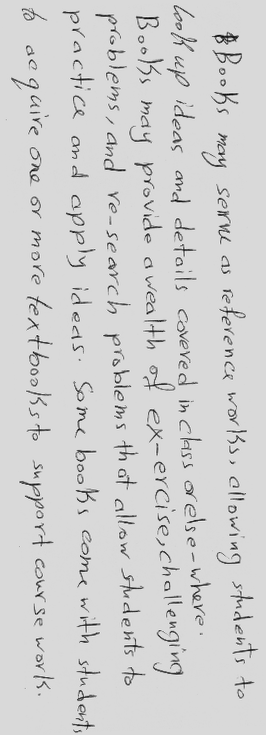 Books may serve as reference works, allowing students to
look up ideas and details covered in class or else-where.
Books may provide a wealth of ex-ercise, challenging
problems, and re-search problems that allow students to
practice and apply ideas. Some books come with students
to acquire one or more textbooks to support course work.